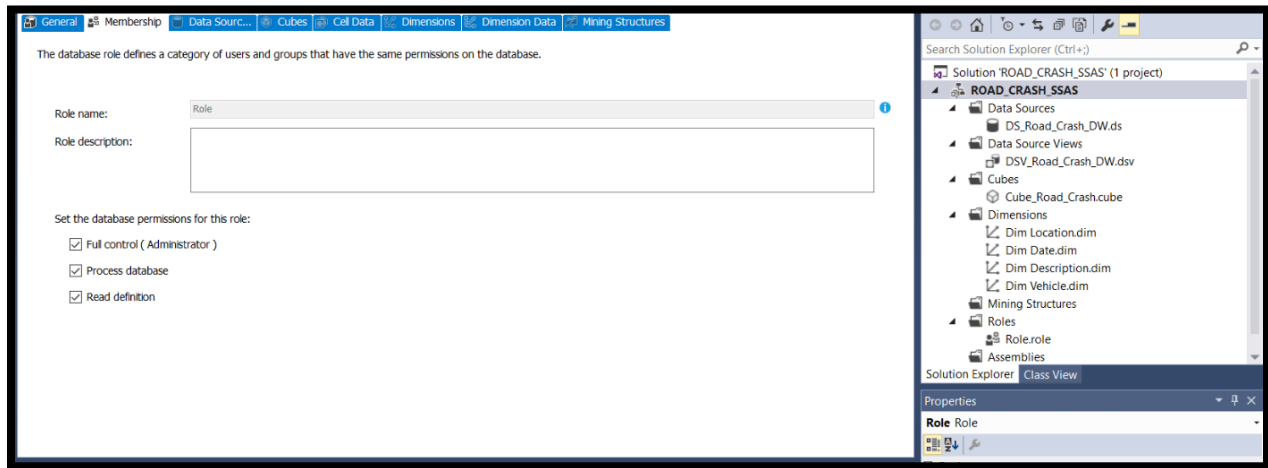 General Membership Data Sourc... Cubes Cell Data Dimensions Dimension Data Mining Structures
The database role defines a category of users and groups that have the same permissions on the database.
Role name:
Role
Role description:
Set the database permissions for this role:
Full control ( Administrator )
Process database
Read definition
Search Solution Explorer (Ctrl+;)
Solution 'ROAD_CRASH_SSAS' (1 project)
ROAD_CRASH_SSAS
Data Sources
DS_Road_Crash_DW.ds
Data Source Views
DSV_Road_Crash_DW.dsv
Cubes
Cube_Road_Crash.cube
Dimensions
Dim Location.dim
Dim Date.dim
Dim Description.dim
Dim Vehicle.dim
Mining Structures
Roles
Role.role
Assemblies
Solution Explorer Class View
Properties
Role Role